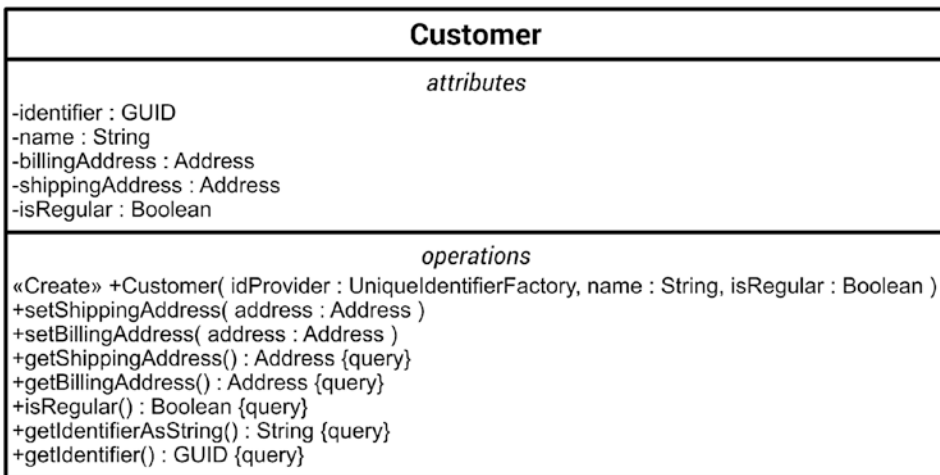 Customer
attributes
-identifier : GUID
-name : String
-billingAddress : Address
-shippingAddress : Address
-isRegular : Boolean
operations
«Create» +Customer( idProvider : UniqueIdentifierFactory, name : String, isRegular : Boolean )
+setShippingAddress( address : Address )
+setBillingAddress( address : Address )
+getShippingAddress() : Address {query}
+getBillingAddress() : Address {query}
+isRegular() : Boolean {query}
+getIdentifierAsString() : String {query}
+getIdentifier() : GUID {query}